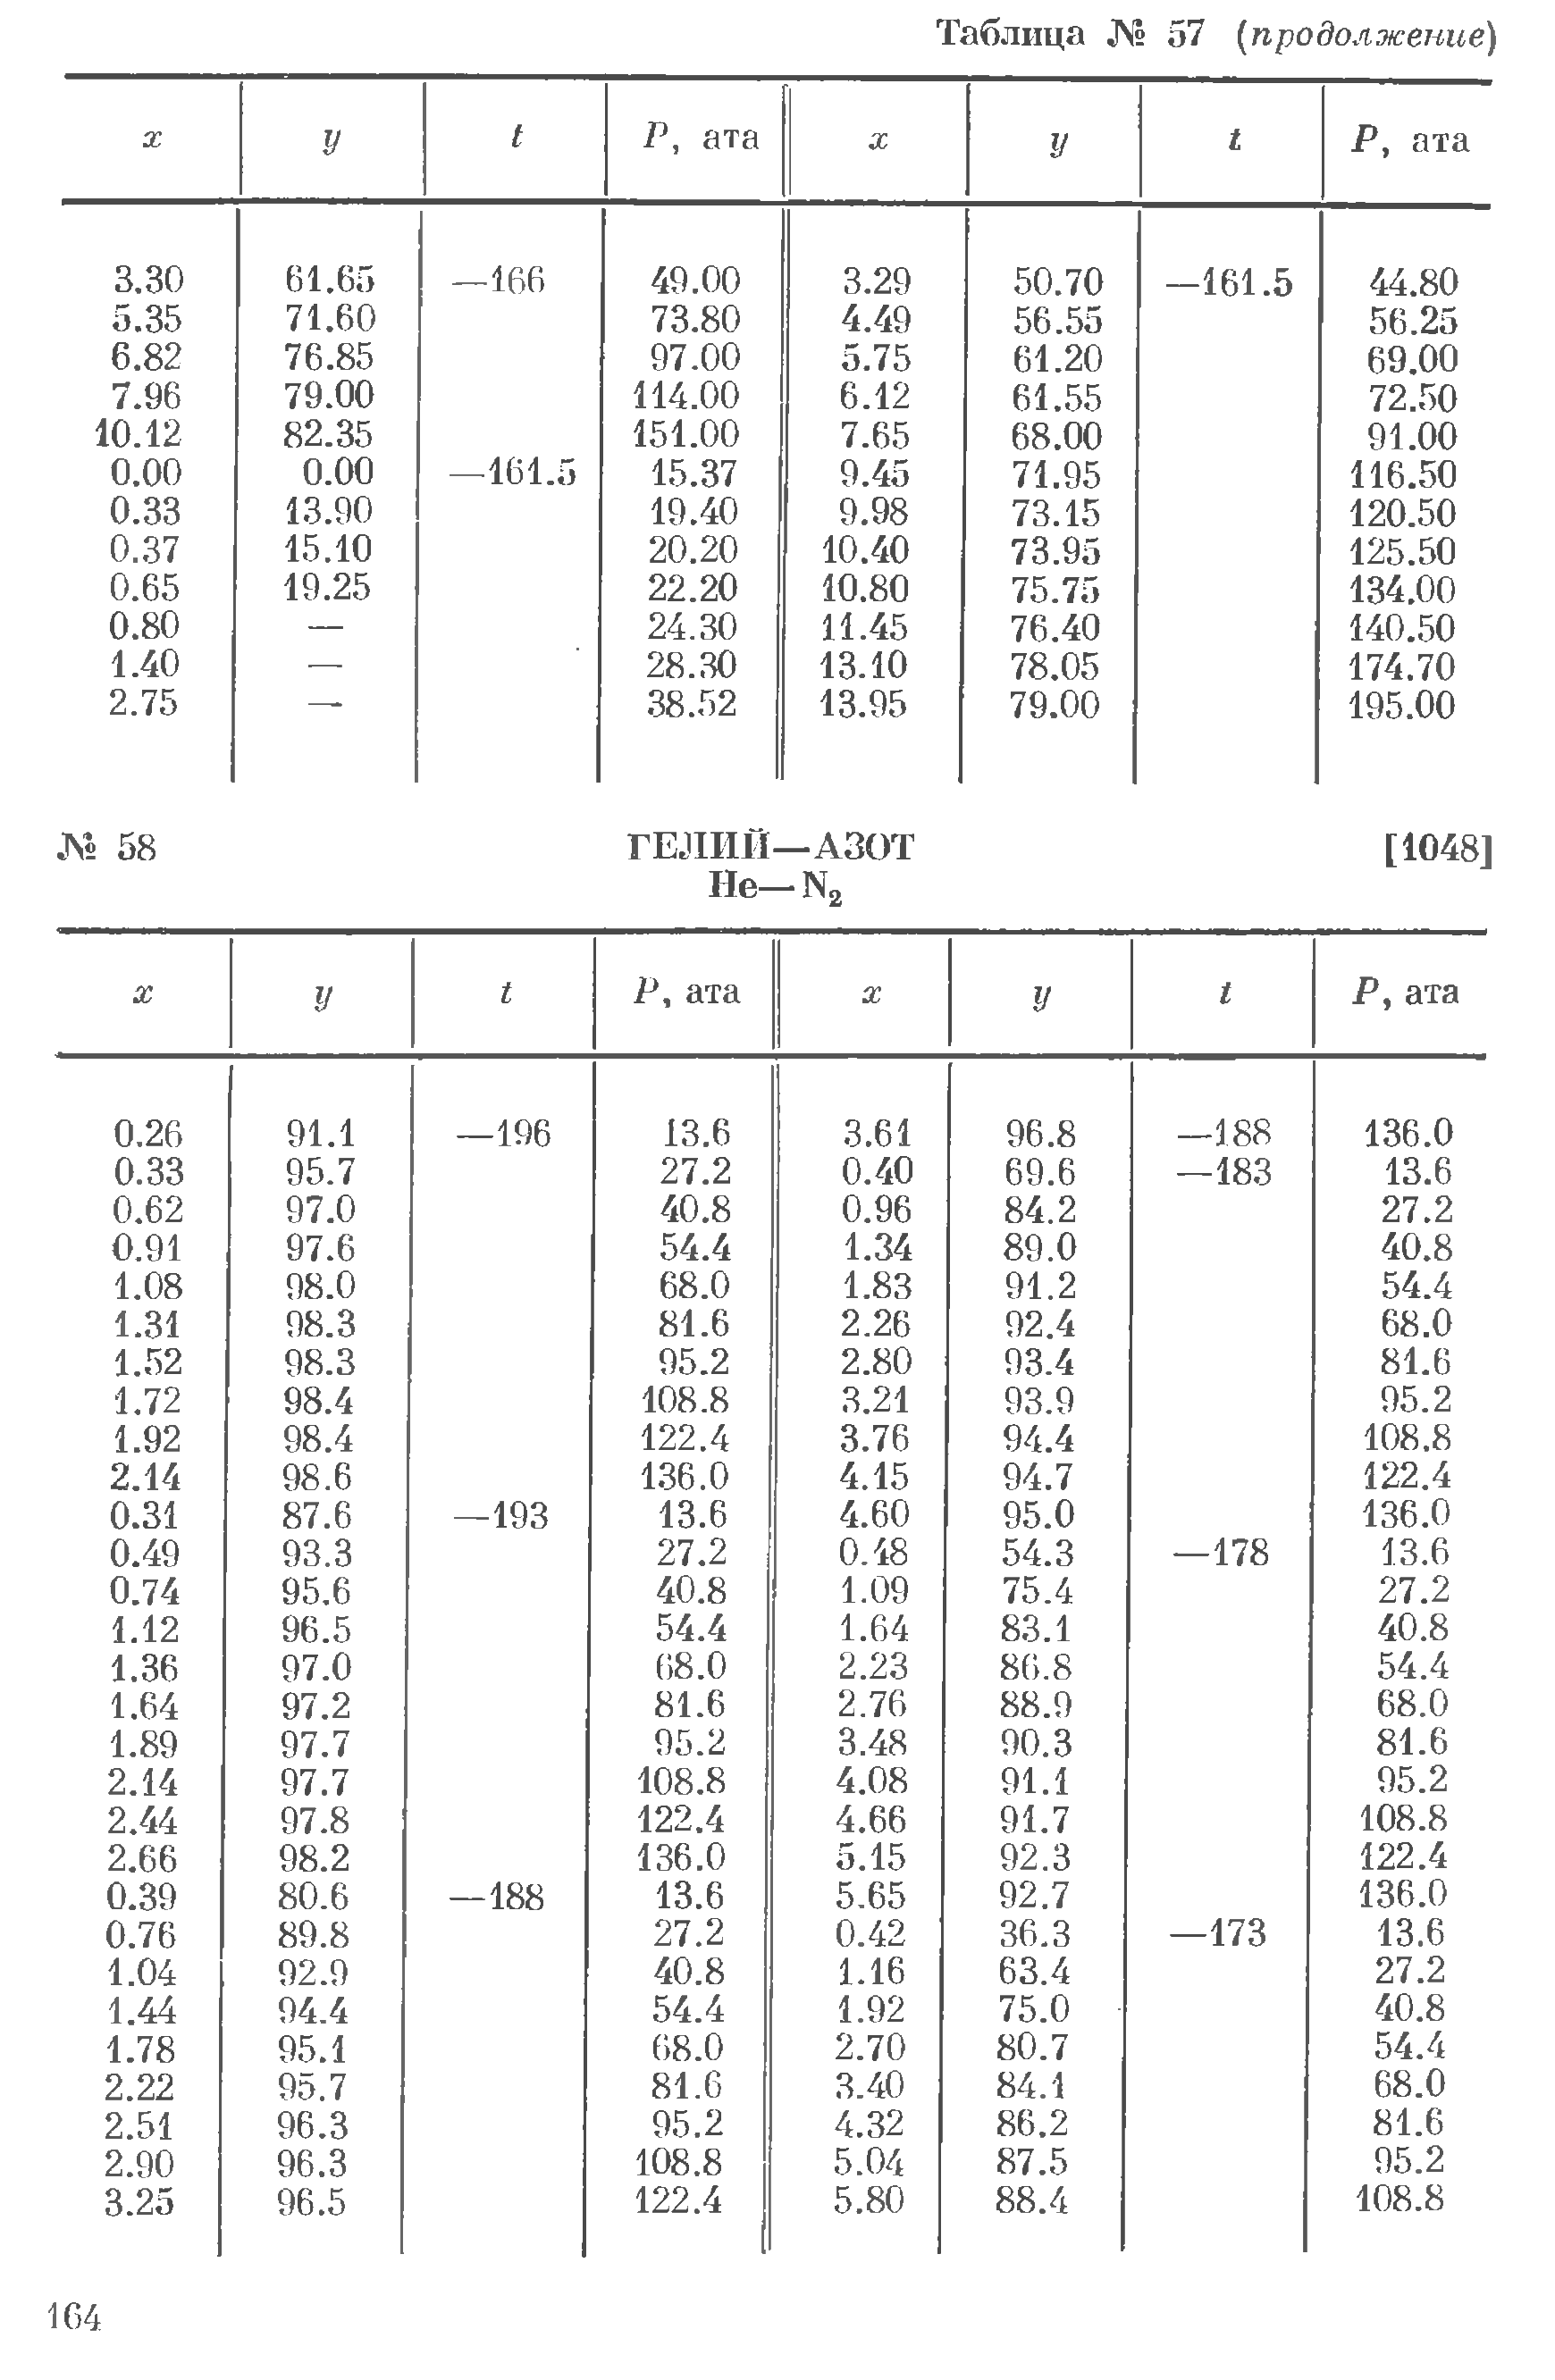 Таблица № 57 (продолжение)
x y t P, ата x y t P, ата
3.30 61.65 —166 49.00 3.29 50.70 —161.5 44.80
5.35 71.60 73.80 4.49 56.55 56.25
6.82 76.85 97.00 5.75 61.20 69.00
7.96 79.00 114.00 6.12 61.55 72.50
10.12 82.35 151.00 7.65 68.00 91.00
0.00 0.00 —161.5 15.37 9.45 71.95 116.50
0.33 13.90 19.40 9.98 73.15 120.50
0.37 15.10 20.20 10.40 73.95 125.50
0.65 19.25 22.20 10.80 75.75 134.00
0.80 — 24.30 11.45 76.40 140.50
1.40 — 28.30 13.10 78.05 174.70
2.75 — 38.52 13.95 79.00 195.00
№ 58 ГЕЛИЙ—АЗОТ [1048]
He—N₂
x y t P, ата x y t P, ата
0.26 91.1 —196 13.6 3.61 96.8 —188 136.0
0.33 95.7 27.2 0.40 69.6 —183 13.6
0.62 97.0 40.8 0.96 84.2 27.2
0.91 97.6 54.4 1.34 89.0 40.8
1.08 98.0 68.0 1.83 91.2 54.4
1.31 98.3 81.6 2.26 92.4 68.0
1.52 98.3 95.2 2.80 93.4 81.6
1.72 98.4 108.8 3.21 93.9 95.2
1.92 98.4 122.4 3.76 94.4 108.8
2.14 98.6 136.0 4.15 94.7 122.4
0.31 87.6 —193 13.6 4.60 95.0 136.0
0.49 93.3 27.2 0.48 54.3 —178 13.6
0.74 95.6 40.8 1.09 75.4 27.2
1.12 96.5 54.4 1.64 83.1 40.8
1.36 97.0 68.0 2.23 86.8 54.4
1.64 97.2 81.6 2.76 88.9 68.0
1.89 97.7 95.2 3.48 90.3 81.6
2.14 97.7 108.8 4.08 91.1 95.2
2.44 97.8 122.4 4.66 91.7 108.8
2.66 98.2 136.0 5.15 92.3 122.4
0.39 80.6 —188 13.6 5.65 92.7 136.0
0.76 89.8 27.2 0.42 36.3 —173 13.6
1.04 92.9 40.8 1.16 63.4 27.2
1.44 94.4 54.4 1.92 75.0 40.8
1.78 95.1 68.0 2.70 80.7 54.4
2.22 95.7 81.6 3.40 84.1 68.0
2.51 96.3 95.2 4.32 86.2 81.6
2.90 96.3 108.8 5.04 87.5 95.2
3.25 96.5 122.4 5.80 88.4 108.8
164